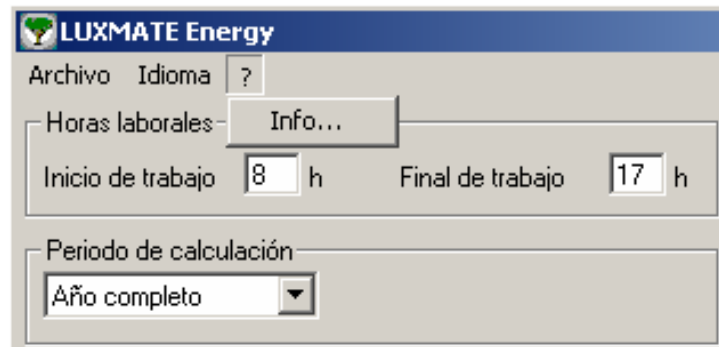 LUXMATE Energy
Archivo Idioma ?
Horas laborales Info...
Inicio de trabajo 8 h Final de trabajo 17 h
Periodo de calculación
Año completo